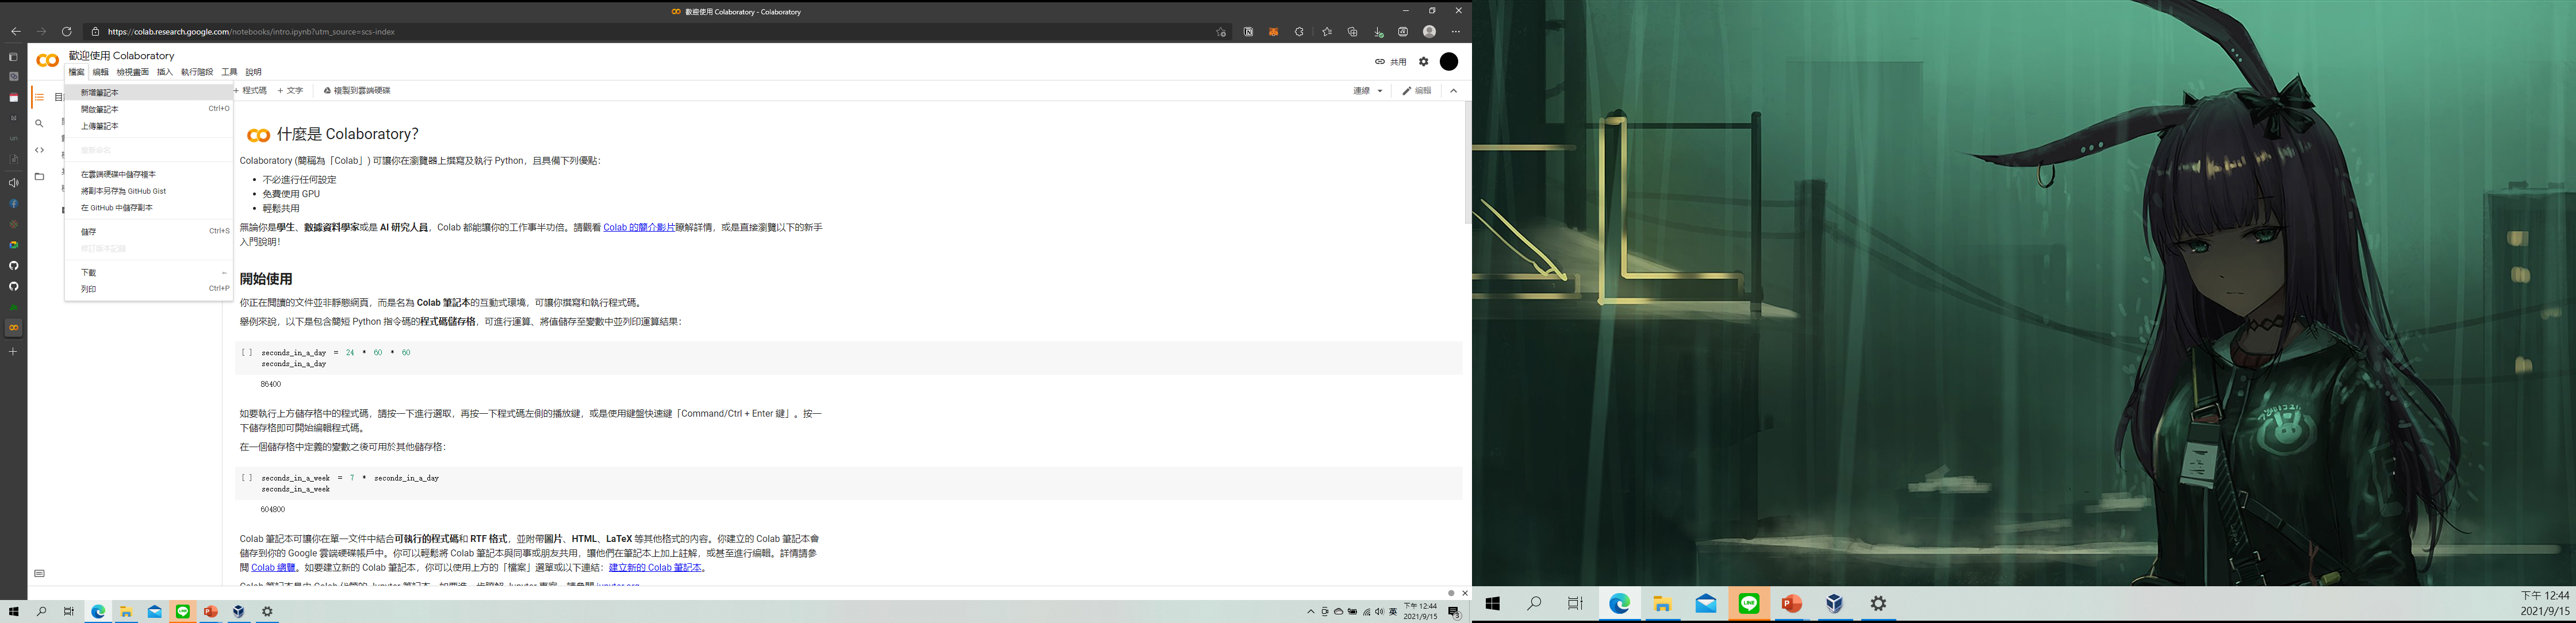 歡迎使用 Colaboratory - Colaboratory
https://colab.research.google.com/notebooks/intro.ipynb?utm_source=scs-index
歡迎使用 Colaboratory
檔案 編輯 檢視畫面 插入 執行階段 工具 說明
共用
+ 程式碼 + 文字 複製到雲端硬碟
連線 編輯
新增筆記本
開啟筆記本 Ctrl+O
上傳筆記本
重新命名
在雲端硬碟中儲存複本
將副本另存為 GitHub Gist
在 GitHub 中儲存副本
儲存 Ctrl+S
修訂版本記錄
下載
列印 Ctrl+P
什麼是 Colaboratory?
Colaboratory (簡稱為「Colab」) 可讓你在瀏覽器上撰寫及執行 Python，且具備下列優點：
• 不必進行任何設定
• 免費使用 GPU
• 輕鬆共用
無論你是學生、數據資料學家或是 AI 研究人員，Colab 都能讓你的工作事半功倍。請觀看 Colab 的簡介影片瞭解詳情，或是直接瀏覽以下的新手
入門說明！
開始使用
你正在閱讀的文件並非靜態網頁，而是名為 Colab 筆記本的互動式環境，可讓你撰寫和執行程式碼。
舉例來說，以下是包含簡短 Python 指令碼的程式碼儲存格，可進行運算、將值儲存至變數中並列印運算結果：
[ ] seconds_in_a_day = 24 * 60 * 60
seconds_in_a_day
86400
如要執行上方儲存格中的程式碼，請按一下進行選取，再按一下程式碼左側的播放鍵，或是使用鍵盤快速鍵「Command/Ctrl + Enter 鍵」。按一
下儲存格即可開始編輯程式碼。
在一個儲存格中定義的變數之後可用於其他儲存格：
[ ] seconds_in_a_week = 7 * seconds_in_a_day
seconds_in_a_week
604800
Colab 筆記本可讓你在單一文件中結合可執行的程式碼和 RTF 格式，並附帶圖片、HTML、LaTeX 等其他格式的內容。你建立的 Colab 筆記本會
儲存到你的 Google 雲端硬碟帳戶中。你可以輕鬆將 Colab 筆記本與同事或朋友共用，讓他們在筆記本上加上註解，或甚至進行編輯。詳情請參
閱 Colab 總覽。如要建立新的 Colab 筆記本，你可以使用上方的「檔案」選單或以下連結：建立新的 Colab 筆記本。
英
下午 12:44
2021/9/15
下午 12:44
2021/9/15